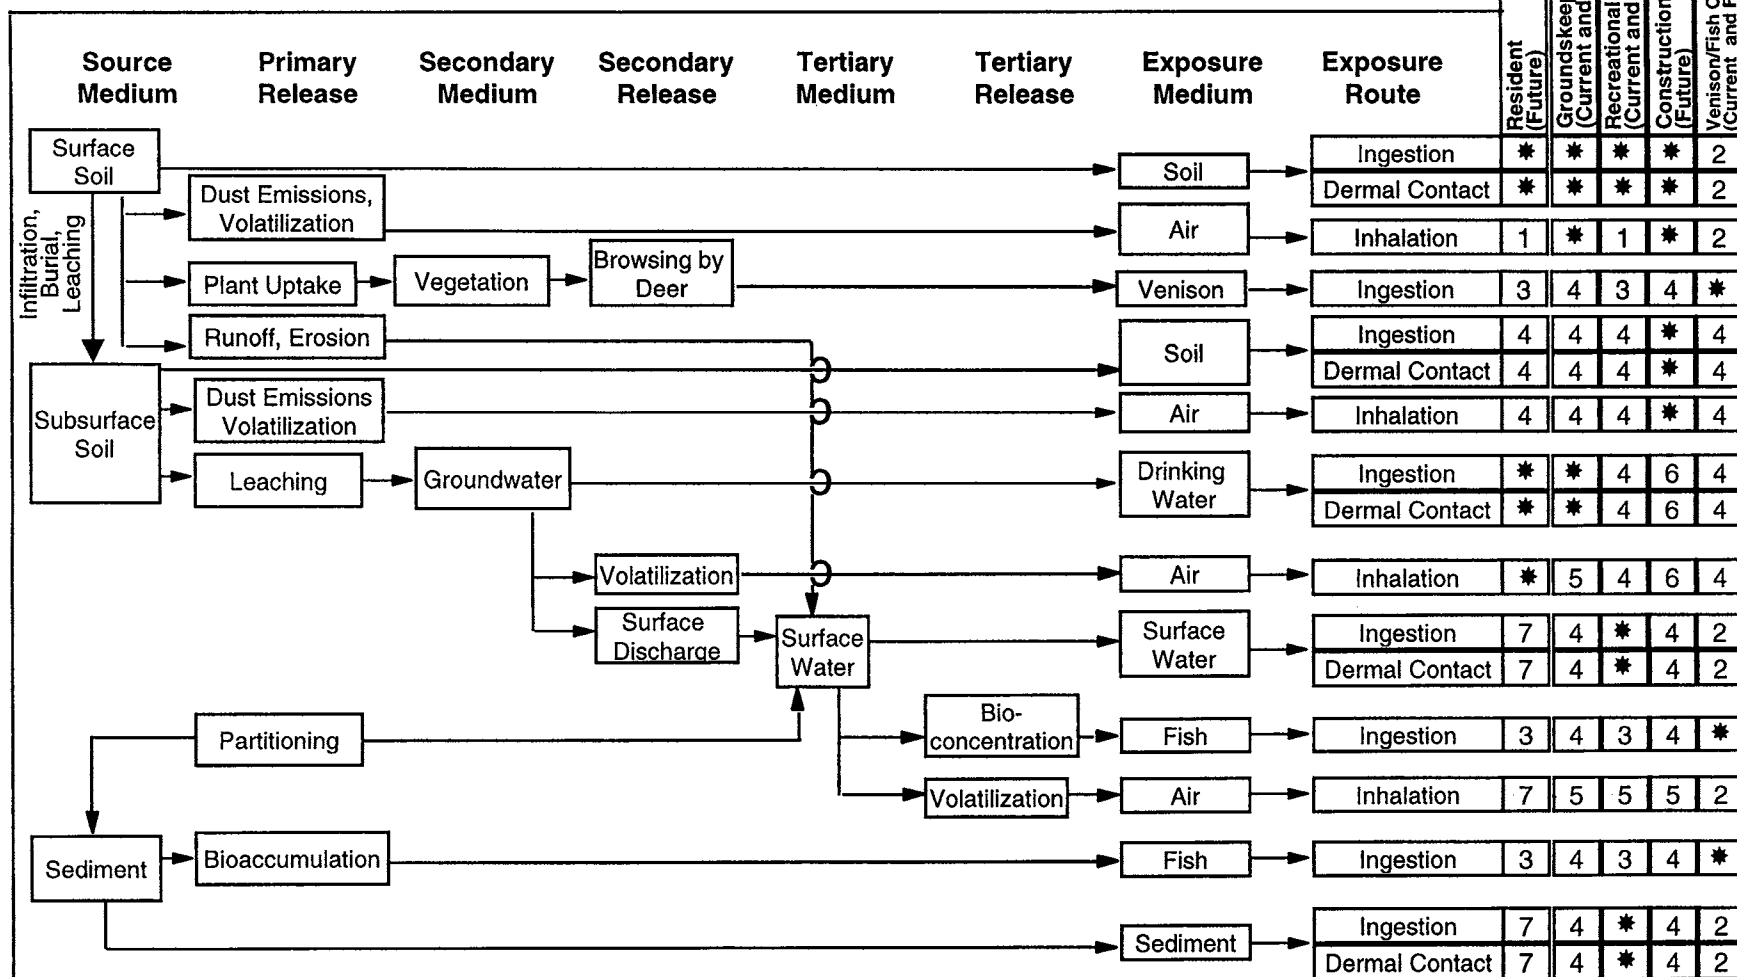 Resident
(Future)
Groundskee
(Current and
Recreational
(Current and
Construction
(Future)
Venison/Fish
(Current and
Source
Medium
Primary
Release
Secondary
Medium
Secondary
Release
Tertiary
Medium
Tertiary
Release
Exposure
Medium
Exposure
Route
Surface
Soil
Soil
Ingestion ✷ ✷ ✷ ✷ 2
Dermal Contact ✷ ✷ ✷ ✷ 2
Infiltration,
Burial,
Leaching
Dust Emissions,
Volatilization
Air
Inhalation 1 ✷ 1 ✷ 2
Plant Uptake
Vegetation
Browsing by
Deer
Venison
Ingestion 3 4 3 4 ✷
Runoff, Erosion
Soil
Ingestion 4 4 4 ✷ 4
Dermal Contact 4 4 4 ✷ 4
Subsurface
Soil
Dust Emissions
Volatilization
Air
Inhalation 4 4 4 ✷ 4
Leaching
Groundwater
Drinking
Water
Ingestion ✷ ✷ 4 6 4
Dermal Contact ✷ ✷ 4 6 4
Volatilization
Air
Inhalation ✷ 5 4 6 4
Surface
Discharge
Surface
Water
Surface
Water
Ingestion 7 4 ✷ 4 2
Dermal Contact 7 4 ✷ 4 2
Partitioning
Bio-
concentration
Fish
Ingestion 3 4 3 4 ✷
Volatilization
Air
Inhalation 7 5 5 5 2
Sediment
Bioaccumulation
Fish
Ingestion 3 4 3 4 ✷
Sediment
Ingestion 7 4 ✷ 4 2
Dermal Contact 7 4 ✷ 4 2